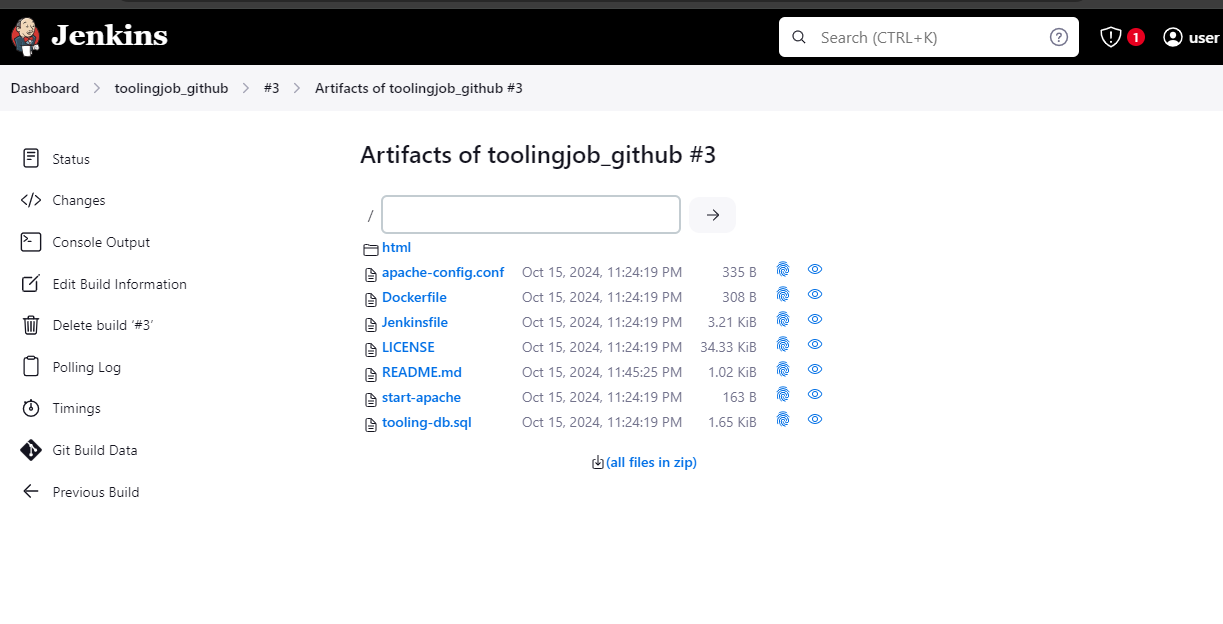 Jenkins
Search (CTRL+K)
?
1
user
Dashboard > toolingjob_github > #3 > Artifacts of toolingjob_github #3
Status
Changes
Console Output
Edit Build Information
Delete build ‘#3’
Polling Log
Timings
Git Build Data
Previous Build
Artifacts of toolingjob_github #3
/
html
apache-config.conf Oct 15, 2024, 11:24:19 PM 335 B
Dockerfile Oct 15, 2024, 11:24:19 PM 308 B
Jenkinsfile Oct 15, 2024, 11:24:19 PM 3.21 KiB
LICENSE Oct 15, 2024, 11:24:19 PM 34.33 KiB
README.md Oct 15, 2024, 11:45:25 PM 1.02 KiB
start-apache Oct 15, 2024, 11:24:19 PM 163 B
tooling-db.sql Oct 15, 2024, 11:24:19 PM 1.65 KiB
(all files in zip)